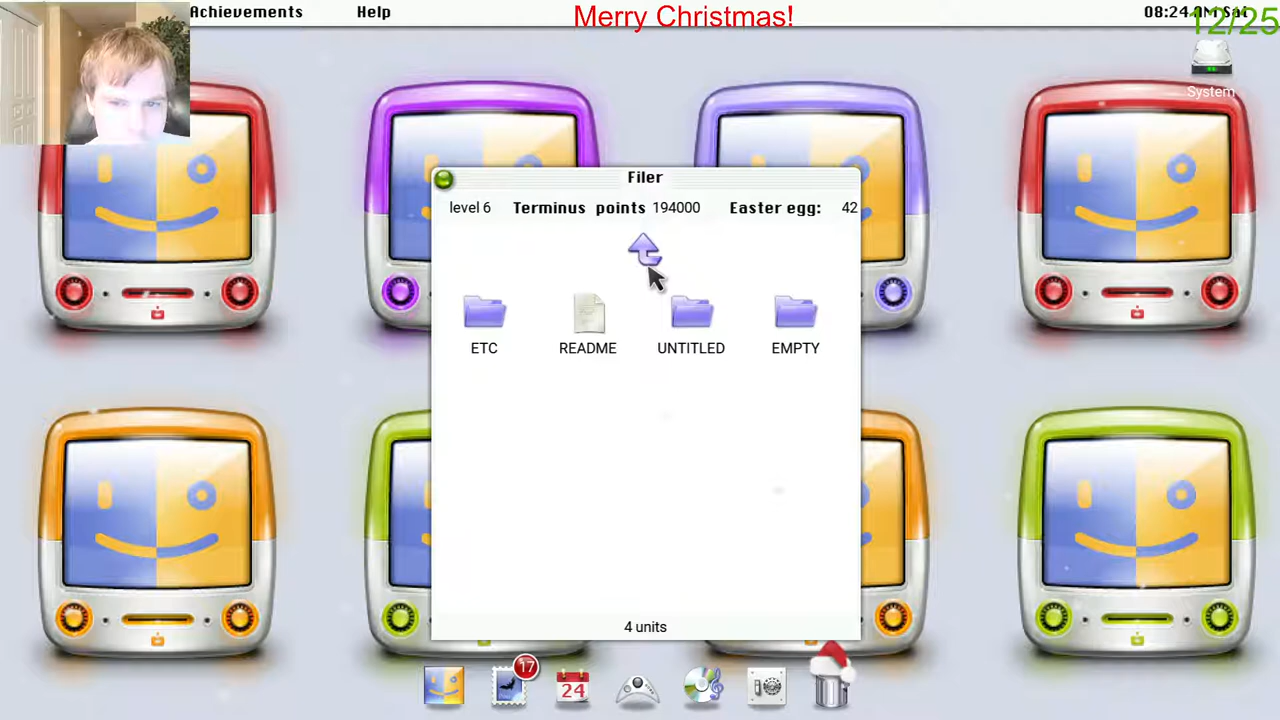 Achievements Help Merry Christmas! 08:24 AM Sat
12/25
System
Filer
level 6 Terminus points 194000 Easter egg: 42
ETC README UNTITLED EMPTY
4 units
17
24